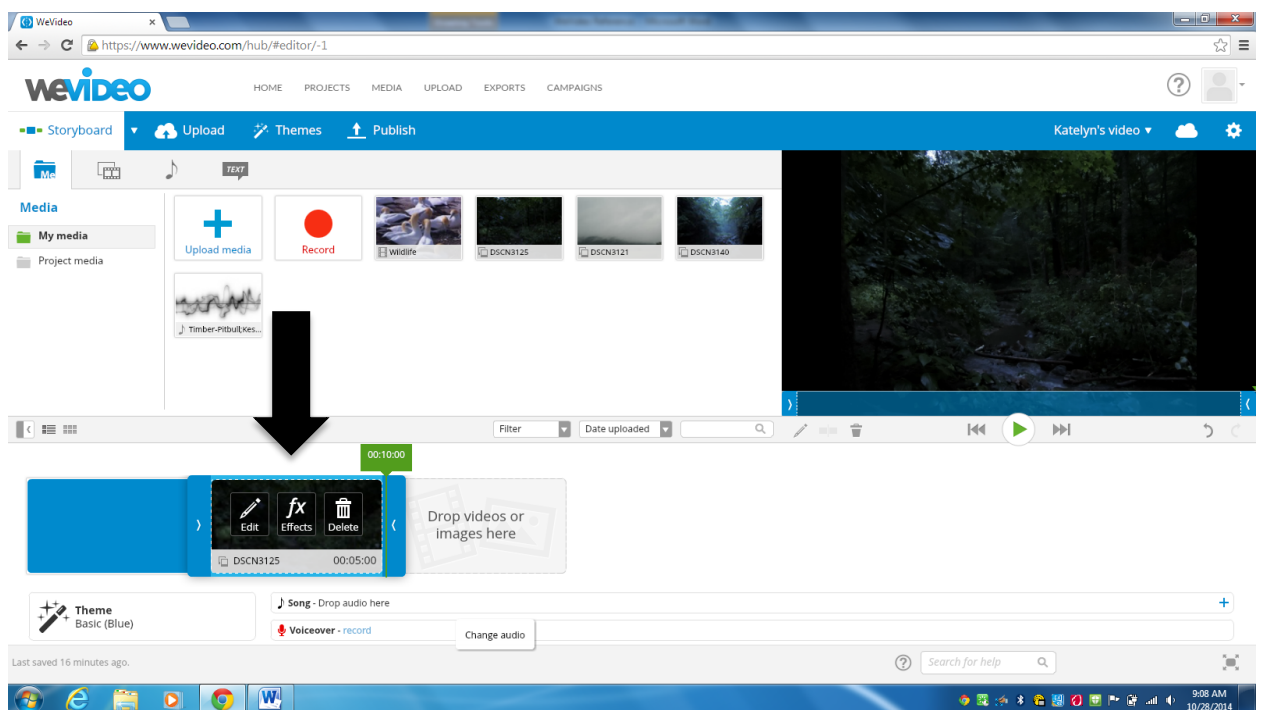 WeVideo
https://www.wevideo.com/hub/#editor/-1
WEVIDEO
HOME PROJECTS MEDIA UPLOAD EXPORTS CAMPAIGNS
?
Storyboard Upload Themes Publish Katelyn's video
Me TEXT
Media
My media
Project media
Upload media Record Wildlife DSCN3125 DSCN3121 DSCN3140
Timber-Pitbull;Kes...
Filter Date uploaded
00:10:00
Edit fx Effects Delete
DSCN3125 00:05:00
Drop videos or
images here
Theme
Basic (Blue)
Song - Drop audio here
Voiceover - record
Change audio
Last saved 16 minutes ago. ? Search for help
W
9:08 AM
10/28/2014